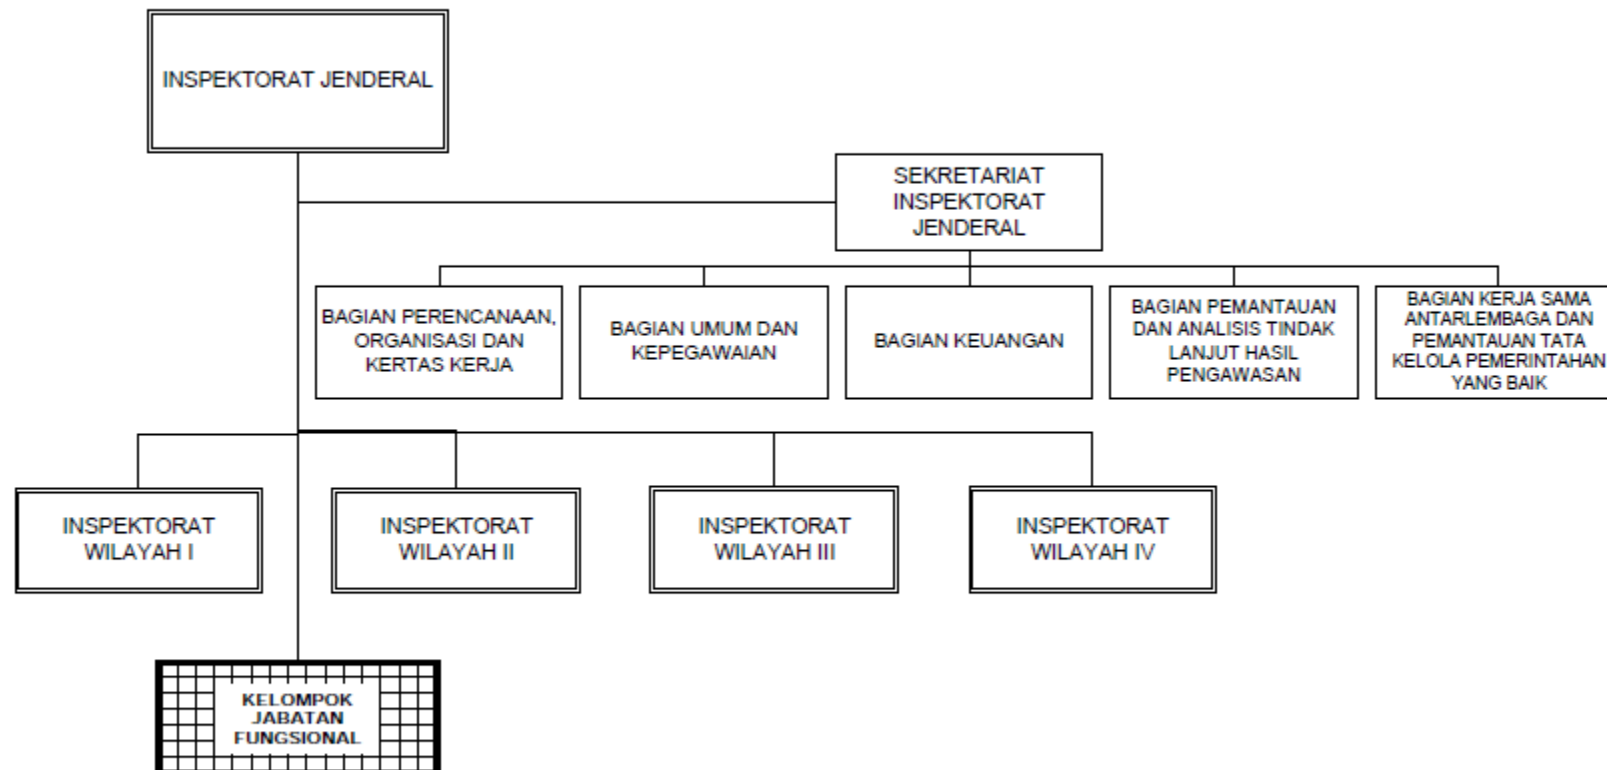 INSPEKTORAT JENDERAL
SEKRETARIAT
INSPEKTORAT
JENDERAL
BAGIAN PERENCANAAN,
ORGANISASI DAN
KERTAS KERJA
BAGIAN UMUM DAN
KEPEGAWAIAN
BAGIAN KEUANGAN
BAGIAN PEMANTAUAN
DAN ANALISIS TINDAK
LANJUT HASIL
PENGAWASAN
BAGIAN KERJA SAMA
ANTARLEMBAGA DAN
PEMANTAUAN TATA
KELOLA PEMERINTAHAN
YANG BAIK
INSPEKTORAT
WILAYAH I
INSPEKTORAT
WILAYAH II
INSPEKTORAT
WILAYAH III
INSPEKTORAT
WILAYAH IV
KELOMPOK
JABATAN
FUNGSIONAL